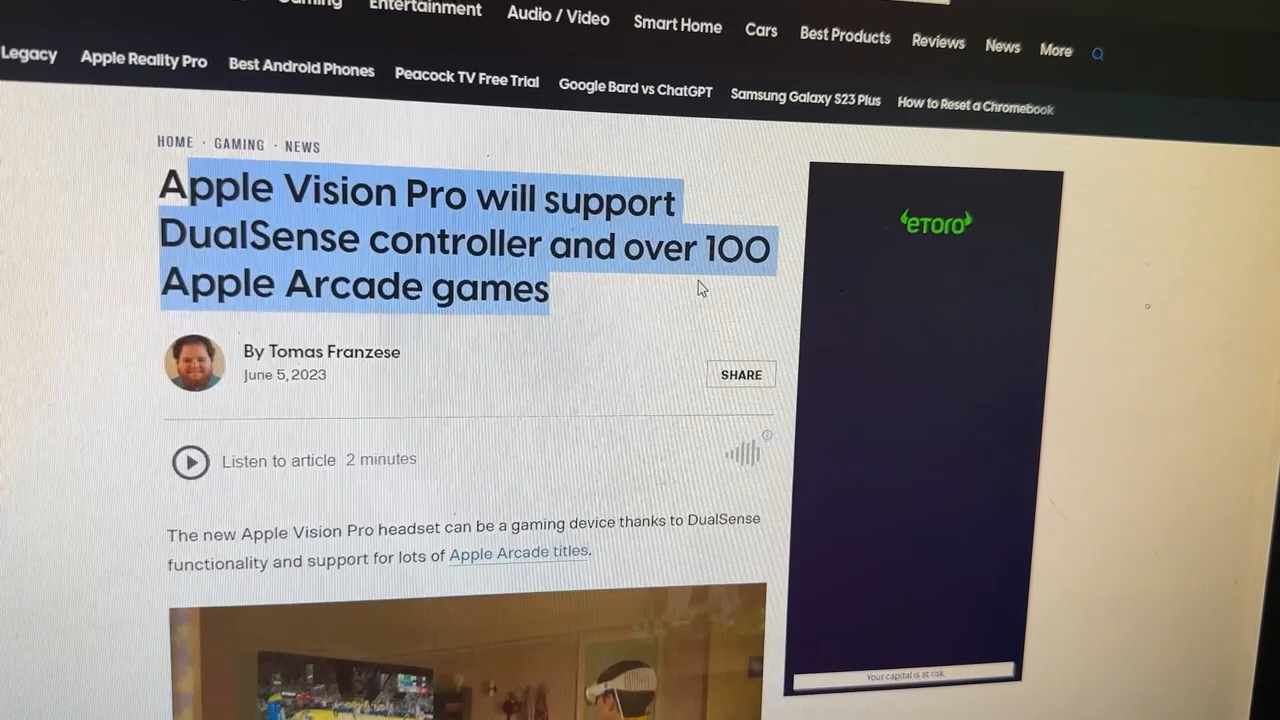 Entertainment Audio / Video Smart Home Cars Best Products Reviews News More
Legacy Apple Reality Pro Best Android Phones Peacock TV Free Trial Google Bard vs ChatGPT Samsung Galaxy S23 Plus How to Reset a Chromebook
HOME · GAMING · NEWS
Apple Vision Pro will support
DualSense controller and over 100
Apple Arcade games
eToro
By Tomas Franzese
June 5, 2023
SHARE
Listen to article 2 minutes
The new Apple Vision Pro headset can be a gaming device thanks to DualSense
functionality and support for lots of Apple Arcade titles.
Your capital is at risk.